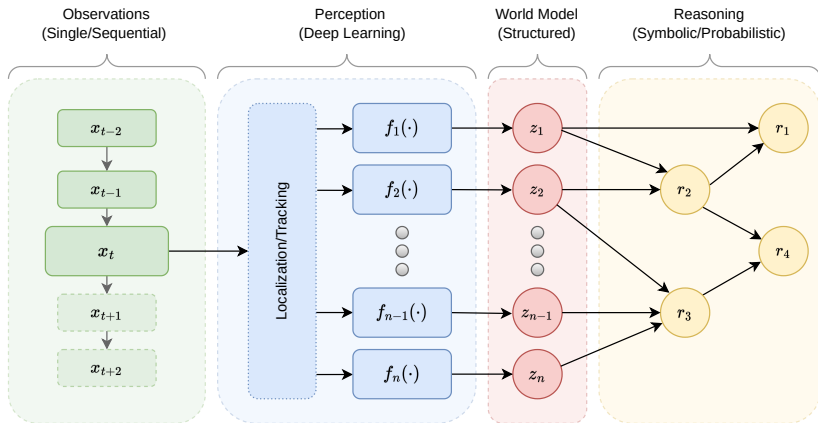 Observations
(Single/Sequential)
Perception
(Deep Learning)
World Model
(Structured)
Reasoning
(Symbolic/Probabilistic)
x_{t−2}
x_{t−1}
x_t
x_{t+1}
x_{t+2}
Localization/Tracking
f_1(·)
f_2(·)
f_{n−1}(·)
f_n(·)
z_1
z_2
z_{n−1}
z_n
r_1
r_2
r_3
r_4